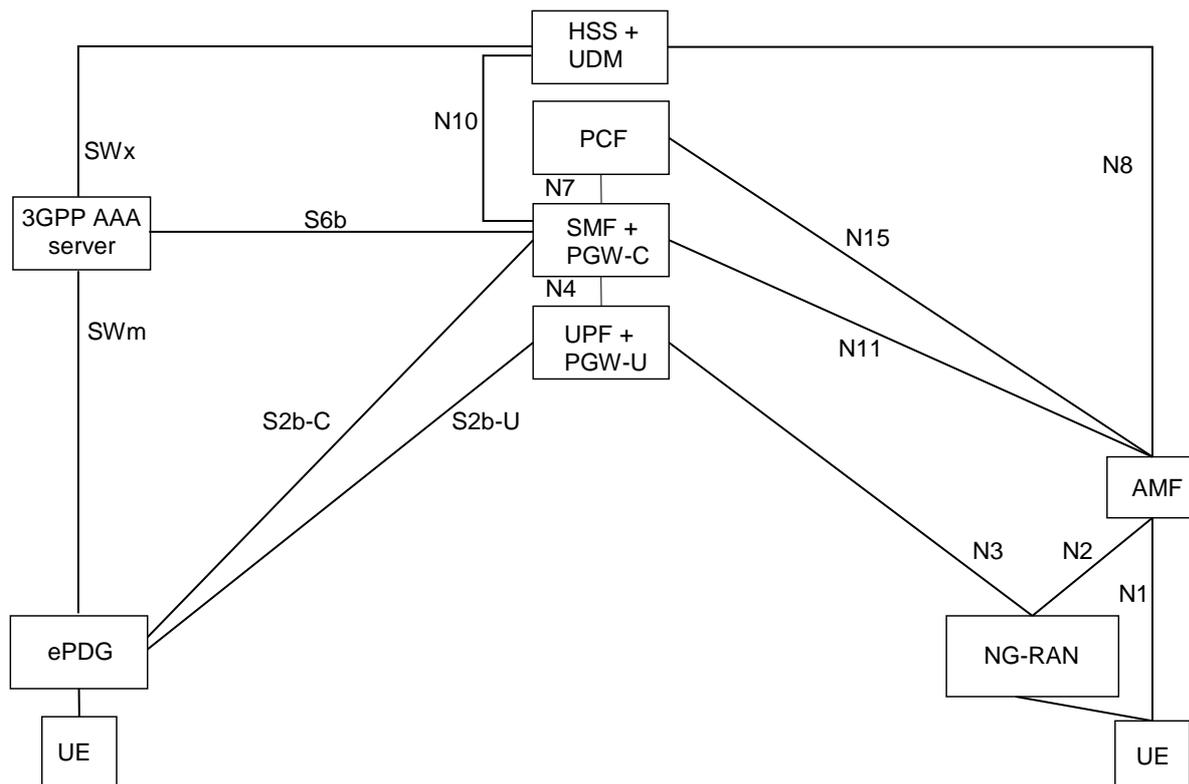 HSS +
UDM
N10
PCF
SWx
N8
N7
3GPP AAA
server
S6b
SMF +
PGW-C
N15
N4
SWm
UPF +
PGW-U
N11
S2b-C
S2b-U
AMF
N3
N2
N1
ePDG
NG-RAN
UE
UE